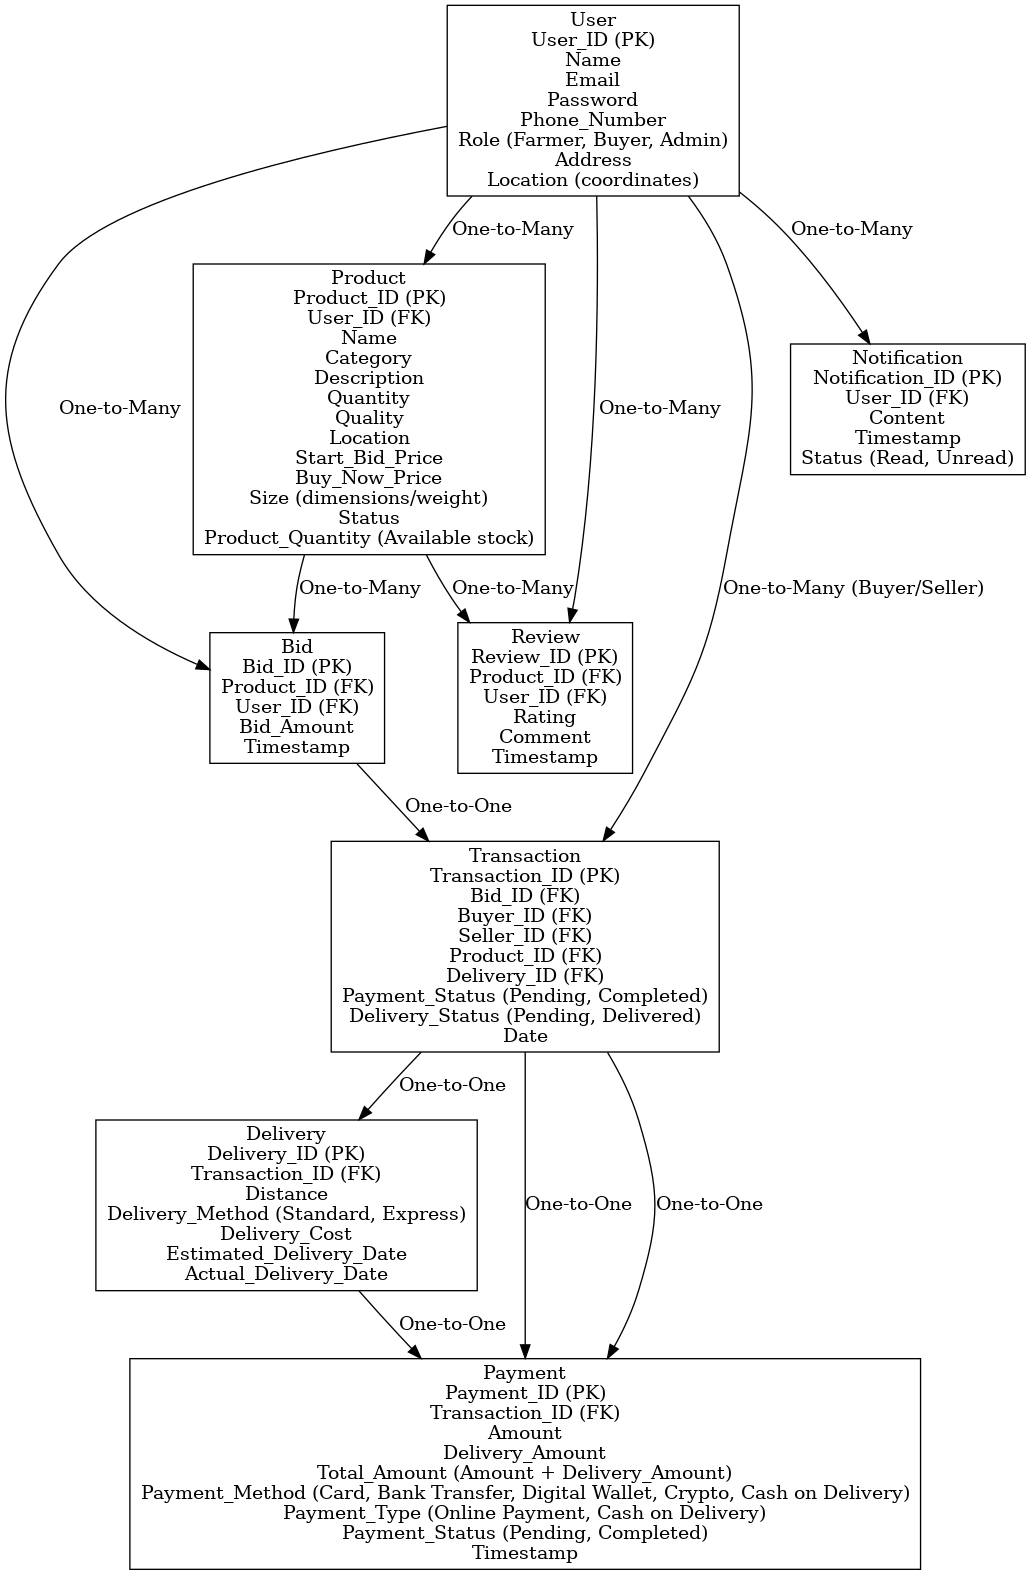 User
User_ID (PK)
Name
Email
Password
Phone_Number
Role (Farmer, Buyer, Admin)
Address
Location (coordinates)
One-to-Many
One-to-Many
Product
Product_ID (PK)
User_ID (FK)
Name
Category
Description
Quantity
Quality
Location
Start_Bid_Price
Buy_Now_Price
Size (dimensions/weight)
Status
Product_Quantity (Available stock)
Notification
Notification_ID (PK)
User_ID (FK)
Content
Timestamp
Status (Read, Unread)
One-to-Many
One-to-Many
One-to-Many
One-to-Many
One-to-Many (Buyer/Seller)
Bid
Bid_ID (PK)
Product_ID (FK)
User_ID (FK)
Bid_Amount
Timestamp
Review
Review_ID (PK)
Product_ID (FK)
User_ID (FK)
Rating
Comment
Timestamp
One-to-One
Transaction
Transaction_ID (PK)
Bid_ID (FK)
Buyer_ID (FK)
Seller_ID (FK)
Product_ID (FK)
Delivery_ID (FK)
Payment_Status (Pending, Completed)
Delivery_Status (Pending, Delivered)
Date
One-to-One
Delivery
Delivery_ID (PK)
Transaction_ID (FK)
Distance
Delivery_Method (Standard, Express)
Delivery_Cost
Estimated_Delivery_Date
Actual_Delivery_Date
One-to-One
One-to-One
One-to-One
Payment
Payment_ID (PK)
Transaction_ID (FK)
Amount
Delivery_Amount
Total_Amount (Amount + Delivery_Amount)
Payment_Method (Card, Bank Transfer, Digital Wallet, Crypto, Cash on Delivery)
Payment_Type (Online Payment, Cash on Delivery)
Payment_Status (Pending, Completed)
Timestamp